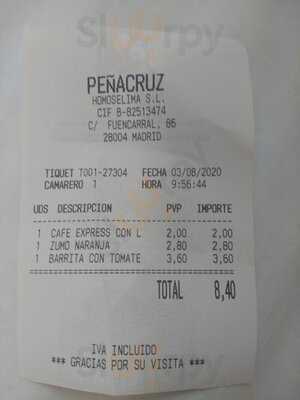 Sluurpy
PEÑACRUZ
HOMOSELIMA S.L.
CIF B-82513474
C/ FUENCARRAL, 86
28004 MADRID
TIQUET T001-27304 FECHA 03/08/2020
CAMARERO 1 HORA 9:56:44
UDS DESCRIPCION PVP IMPORTE
1 CAFE EXPRESS CON L 2,00 2,00
1 ZUMO NARANJA 2,80 2,80
1 BARRITA CON TOMATE 3,60 3,60
TOTAL 8,40
IVA INCLUIDO
*** GRACIAS POR SU VISITA ***